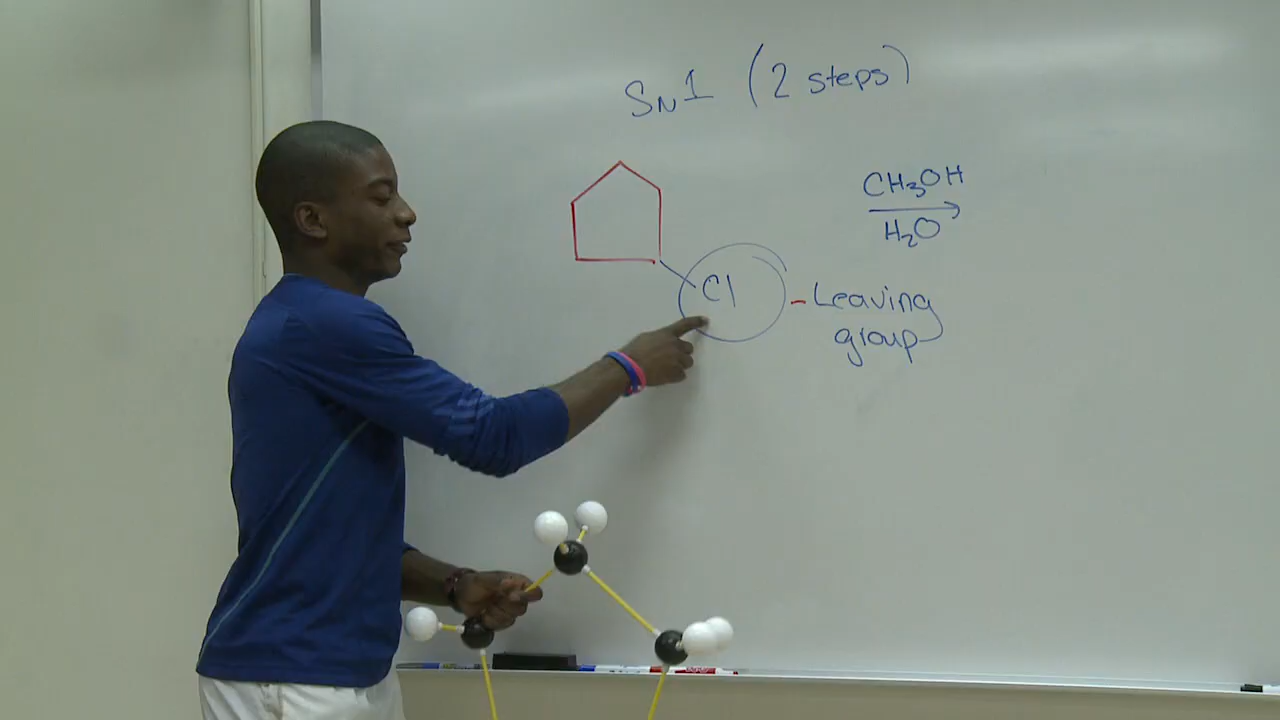 SN1 (2 steps)
CH3OH
H2O
Cl
- Leaving
group